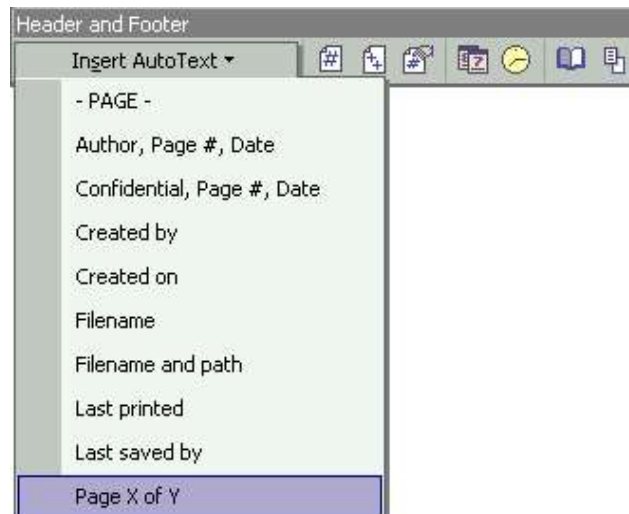 Header and Footer
Insert AutoText
- PAGE -
Author, Page #, Date
Confidential, Page #, Date
Created by
Created on
Filename
Filename and path
Last printed
Last saved by
Page X of Y